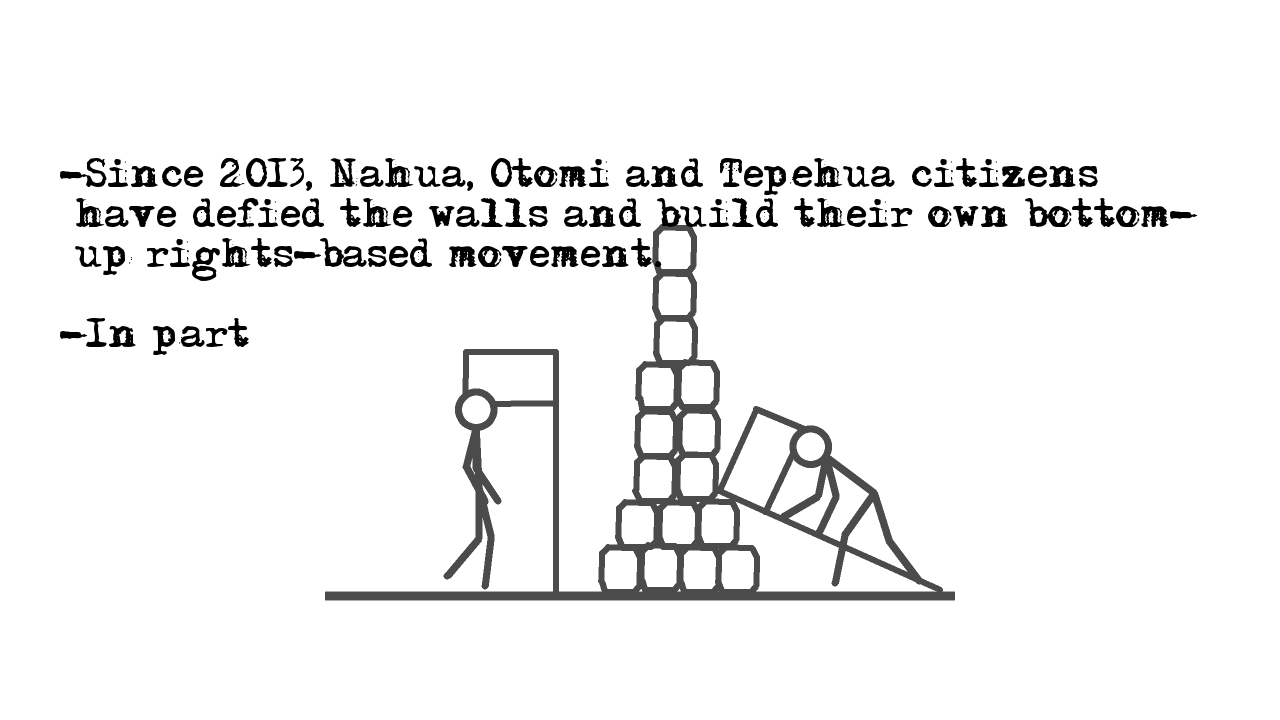 -Since 2013, Nahua, Otomi and Tepehua citizens
have defied the walls and build their own bottom-
up rights-based movement.
-In part